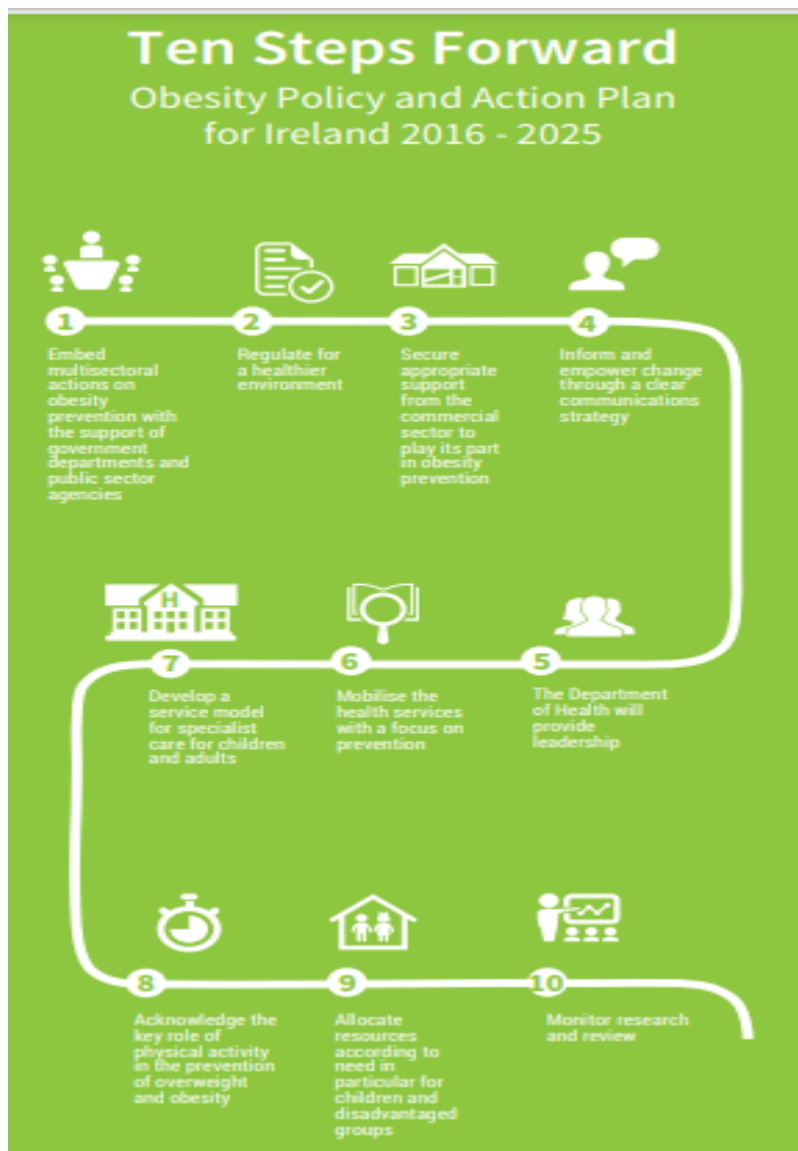 Ten Steps Forward
Obesity Policy and Action Plan
for Ireland 2016 - 2025
1
Embed
multisectoral
actions on
obesity
prevention with
the support of
government
departments and
public sector
agencies
2
Regulate for
a healthier
environment
3
Secure
appropriate
support
from the
commercial
sector to
play its part
in obesity
prevention
4
Inform and
empower change
through a clear
communications
strategy
5
The Department
of Health will
provide
leadership
6
Mobilise the
health services
with a focus on
prevention
H
7
Develop a
service model
for specialist
care for children
and adults
8
Acknowledge the
key role of
physical activity
in the prevention
of overweight
and obesity
9
Allocate
resources
according to
need in
particular for
children and
disadvantaged
groups
10
Monitor research
and review